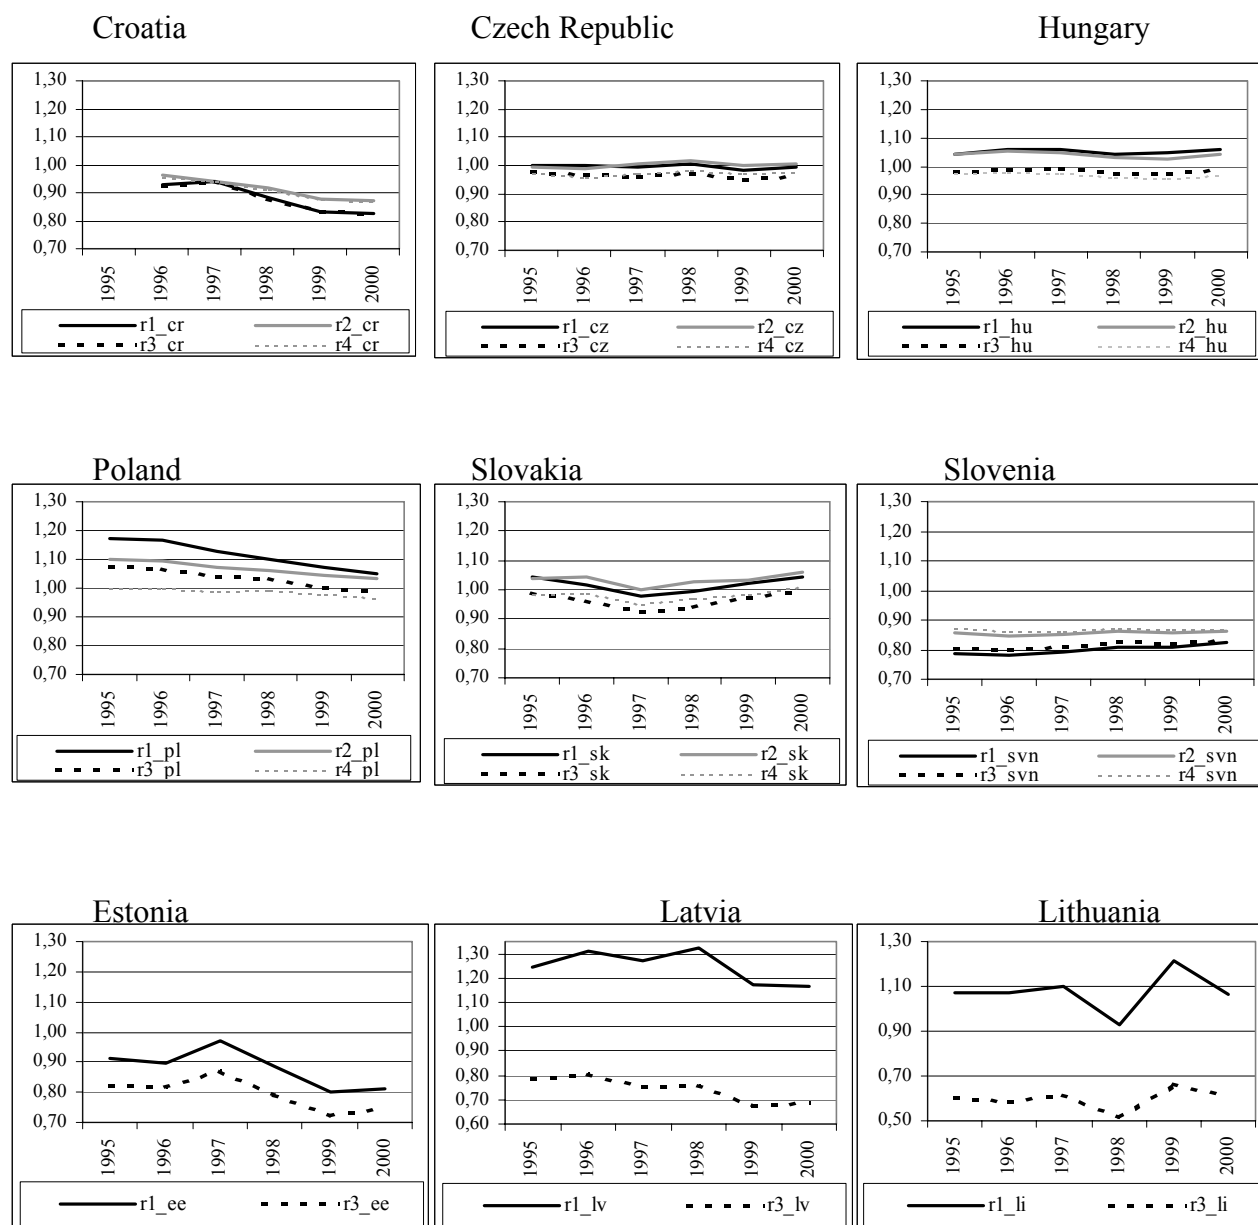 Croatia
1,30
1,20
1,10
1,00
0,90
0,80
0,70
1995 1996 1997 1998 1999 2000
r1_cr r2_cr
r3_cr r4_cr
Czech Republic
1,30
1,20
1,10
1,00
0,90
0,80
0,70
1995 1996 1997 1998 1999 2000
r1_cz r2_cz
r3_cz r4_cz
Hungary
1,30
1,20
1,10
1,00
0,90
0,80
0,70
1995 1996 1997 1998 1999 2000
r1_hu r2_hu
r3_hu r4_hu
Poland
1,30
1,20
1,10
1,00
0,90
0,80
0,70
1995 1996 1997 1998 1999 2000
r1_pl r2_pl
r3_pl r4_pl
Slovakia
1,30
1,20
1,10
1,00
0,90
0,80
0,70
1995 1996 1997 1998 1999 2000
r1_sk r2_sk
r3_sk r4_sk
Slovenia
1,30
1,20
1,10
1,00
0,90
0,80
0,70
1995 1996 1997 1998 1999 2000
r1_svn r2_svn
r3_svn r4_svn
Estonia
1,30
1,20
1,10
1,00
0,90
0,80
0,70
1995 1996 1997 1998 1999 2000
r1_ee r3_ee
Latvia
1,30
1,20
1,10
1,00
0,90
0,80
0,70
0,60
1995 1996 1997 1998 1999 2000
r1_lv r3_lv
Lithuania
1,30
1,10
0,90
0,70
0,50
1995 1996 1997 1998 1999 2000
r1_li r3_li